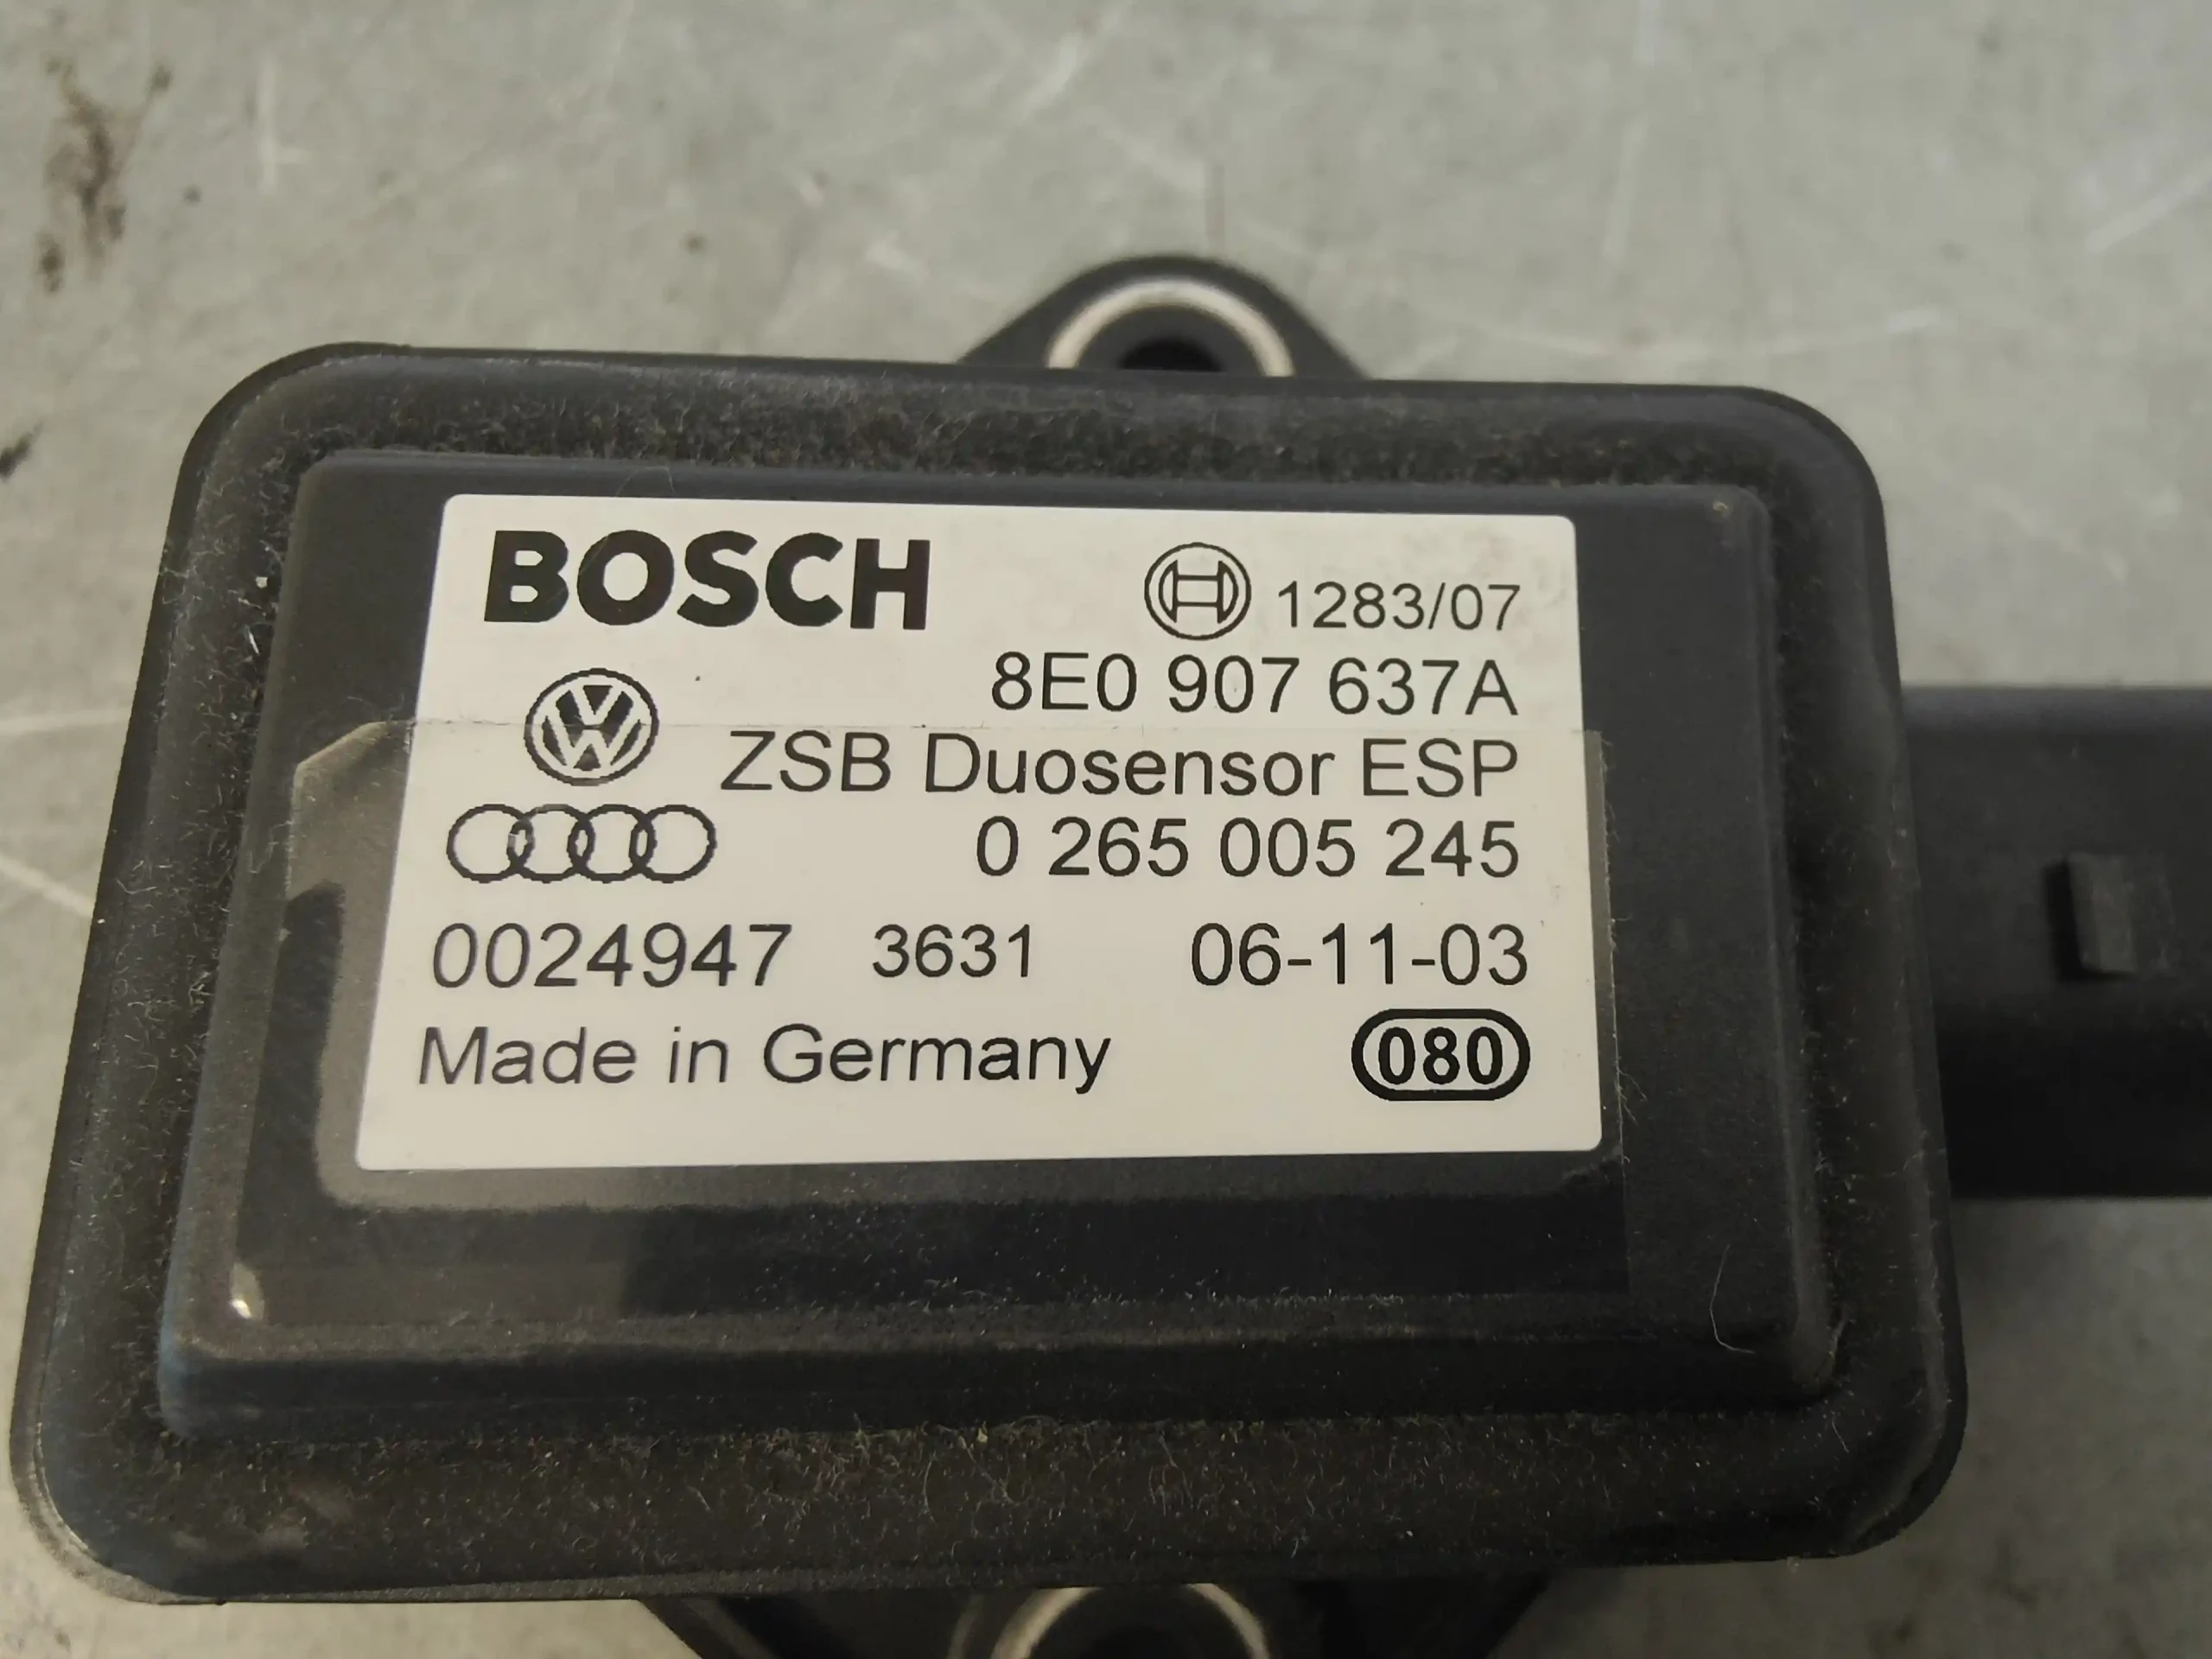 BOSCH 1283/07
8E0 907 637A
ZSB Duosensor ESP
0 265 005 245
0024947 3631 06-11-03
Made in Germany 080